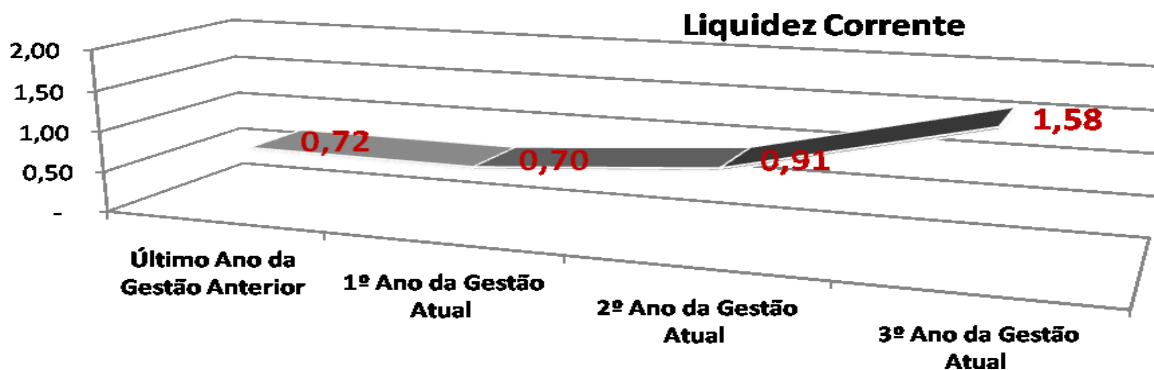 Liquidez Corrente
2,00
1,50
1,00
0,50
-
0,72
0,70
0,91
1,58
Último Ano da
Gestão Anterior
1º Ano da Gestão
Atual
2º Ano da Gestão
Atual
3º Ano da Gestão
Atual